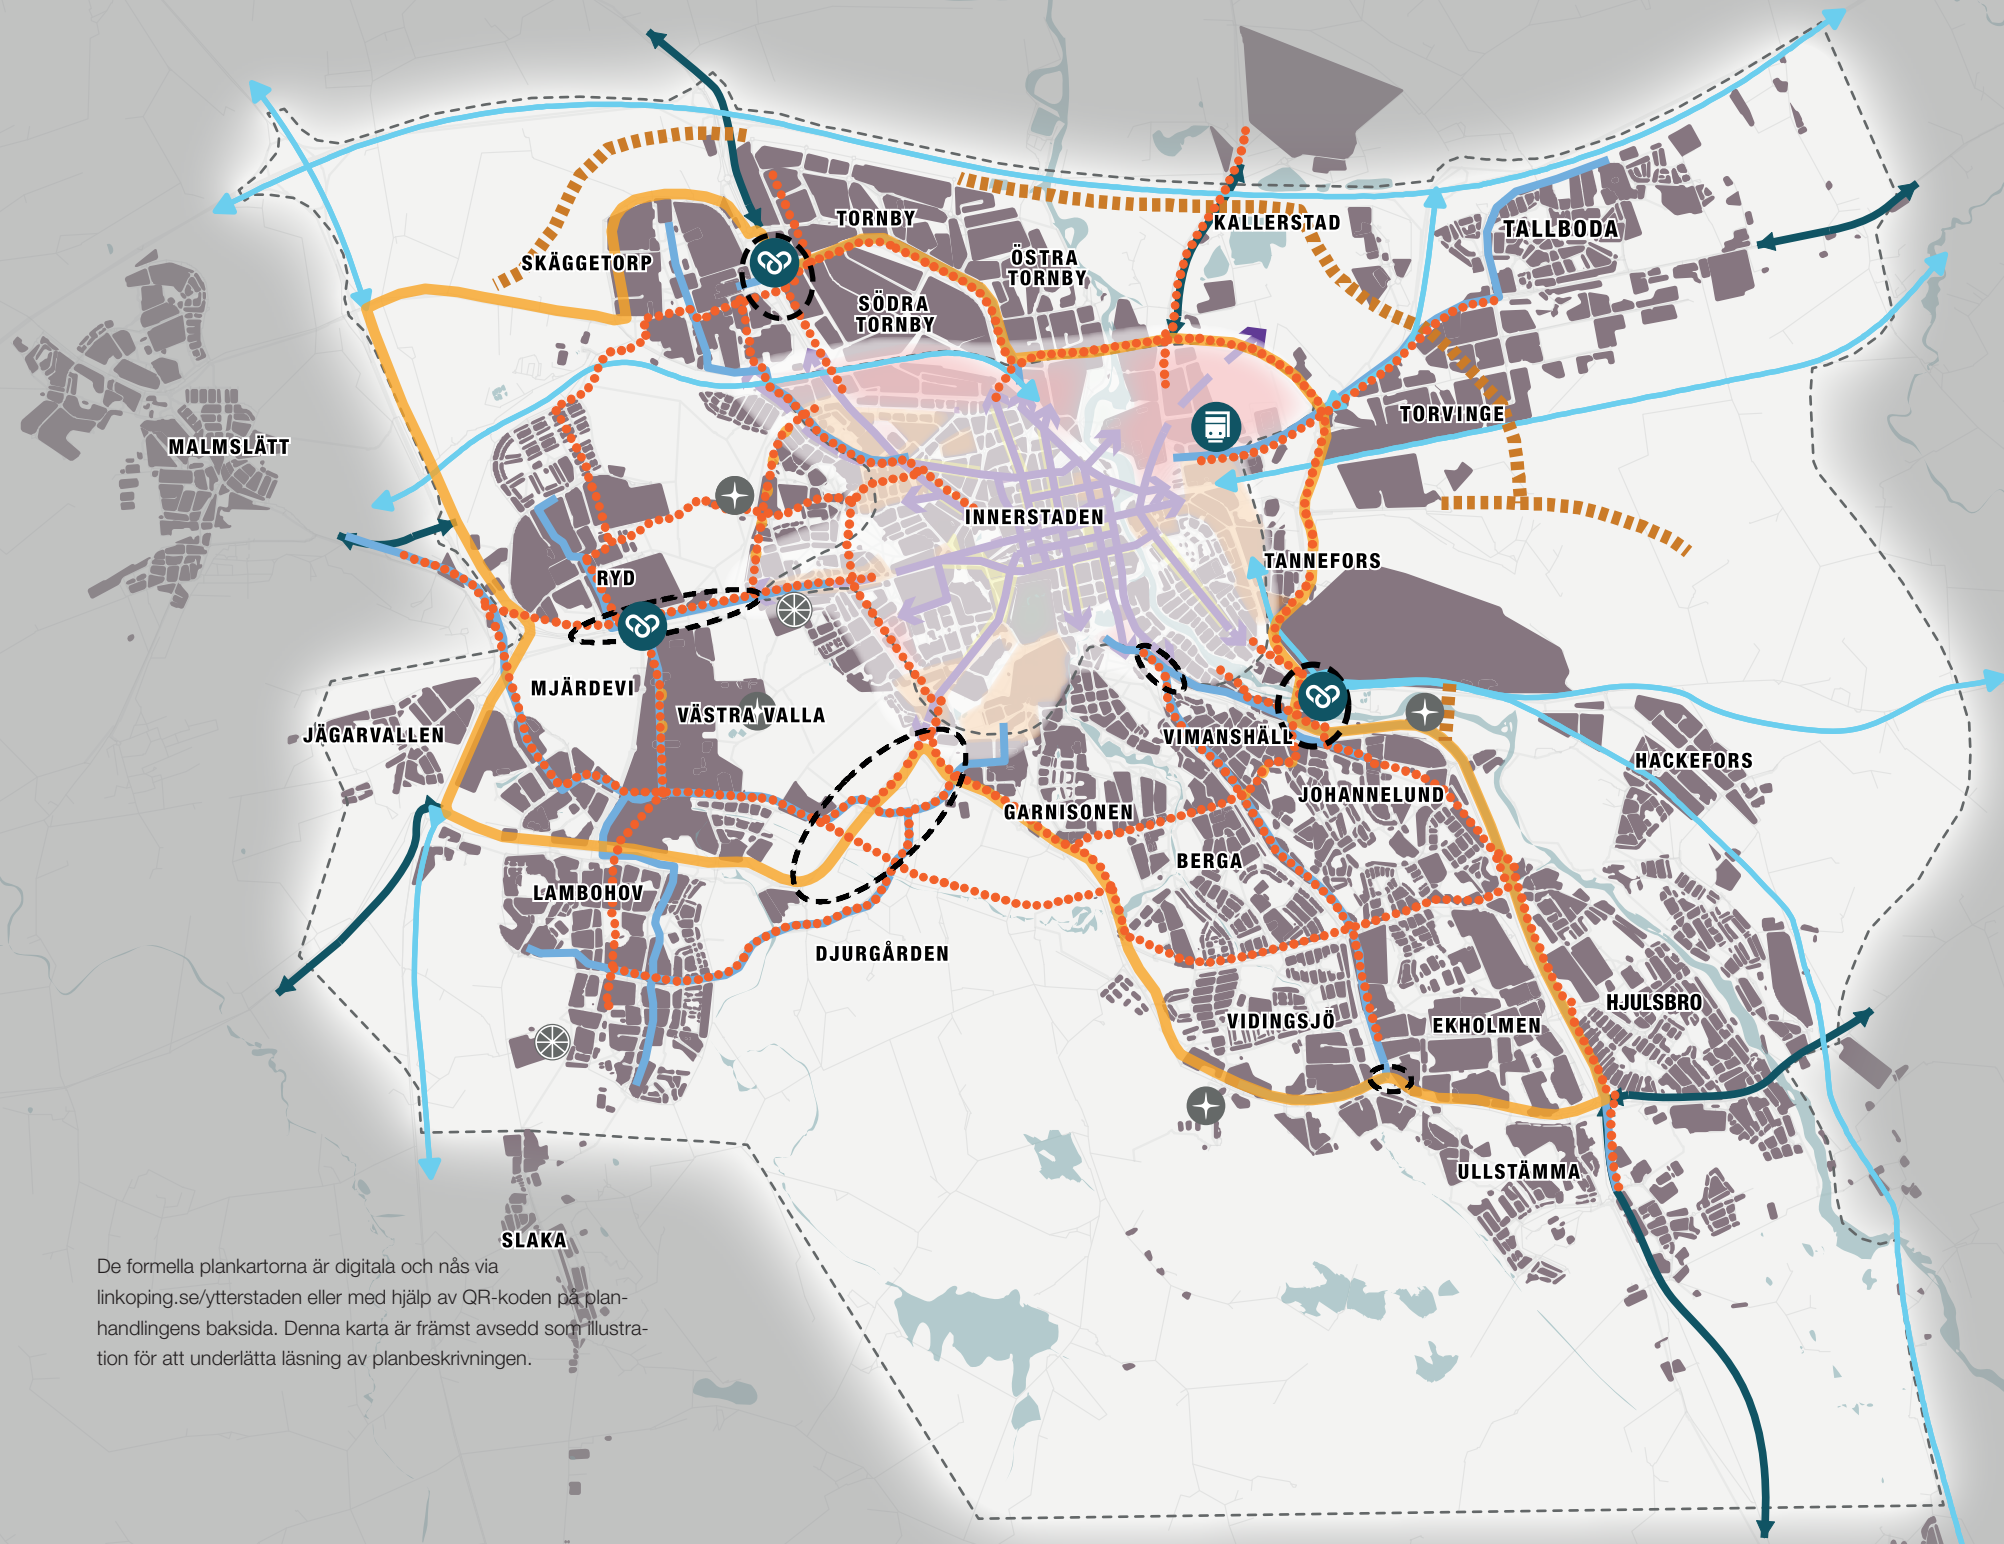 TORNBY
KALLERSTAD
TALLBODA
SKÄGGETORP
ÖSTRA
TORNBY
SÖDRA
TORNBY
TORVINGE
MALMSLÄTT
INNERSTADEN
TANNEFORS
RYD
MJÄRDEVI
VÄSTRA VALLA
JÄGARVALLEN
VIMANSHÄLL
HACKEFORS
JOHANNELUND
GARNISONEN
BERGA
LAMBOHOV
DJURGÅRDEN
HJULSBRO
VIDINGSJÖ
EKHOLMEN
ULLSTÄMMA
SLAKA
De formella plankartorna är digitala och nås via
linkoping.se/ytterstaden eller med hjälp av QR-koden på plan-
handlingens baksida. Denna karta är främst avsedd som illustra-
tion för att underlätta läsning av planbeskrivningen.